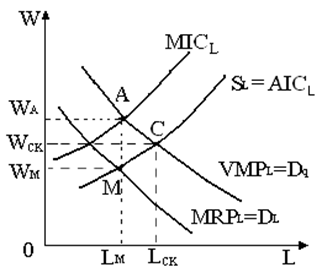 W
MIC_L
S_L=AIC_L
W_A
A
W_CK
C
W_M
M
VMP_L=D_q
MRP_L=D_L
0
L_M
L_CK
L